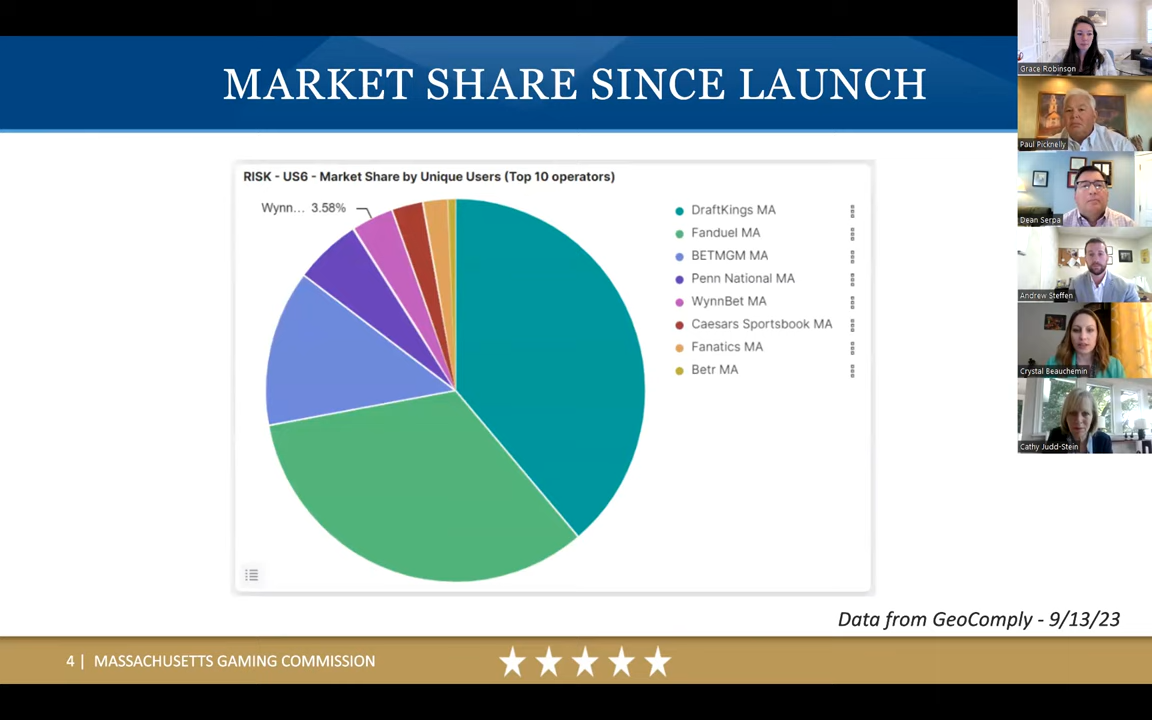 MARKET SHARE SINCE LAUNCH
RISK - US6 - Market Share by Unique Users (Top 10 operators)
Wynn... 3.58%
DraftKings MA
Fanduel MA
BETMGM MA
Penn National MA
WynnBet MA
Caesars Sportsbook MA
Fanatics MA
Betr MA
Data from GeoComply - 9/13/23
4 | MASSACHUSETTS GAMING COMMISSION
Grace Robinson
Paul Picknelly
Dean Serpa
Andrew Steffen
Crystal Beauchemin
Cathy Judd-Stein